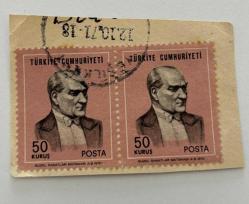 12.10.71-18
TÜRKİYE CUMHURİYETİ
TÜRKİYE CUMHURİYETİ
50
KURUŞ
POSTA
50
KURUŞ
POSTA